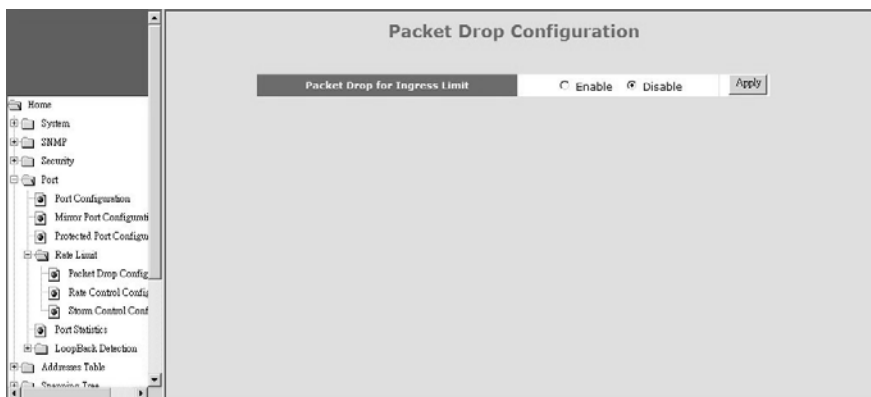 Packet Drop Configuration
Packet Drop for Ingress Limit Enable Disable Apply
Home
System
SNMP
Security
Port
Port Configuration
Mirror Port Configurati
Protected Port Configu
Rate Limit
Packet Drop Config
Rate Control Config
Storm Control Conf
Port Statistics
LoopBack Detection
Addresses Table
Spanning Tree